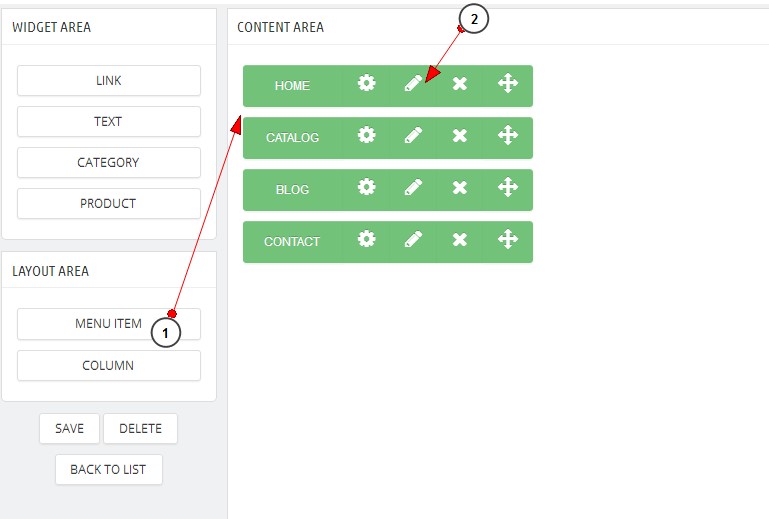 WIDGET AREA
LINK
TEXT
CATEGORY
PRODUCT
LAYOUT AREA
MENU ITEM
1
COLUMN
SAVE DELETE
BACK TO LIST
CONTENT AREA
2
HOME
CATALOG
BLOG
CONTACT